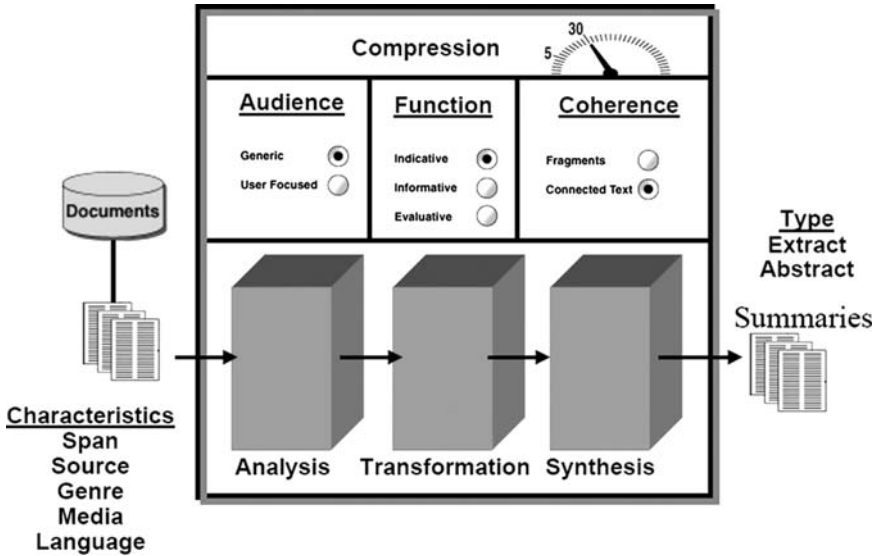 Compression
5
30
Audience
Generic
User Focused
Function
Indicative
Informative
Evaluative
Coherence
Fragments
Connected Text
Documents
Characteristics
Span
Source
Genre
Media
Language
Analysis
Transformation
Synthesis
Type
Extract
Abstract
Summaries